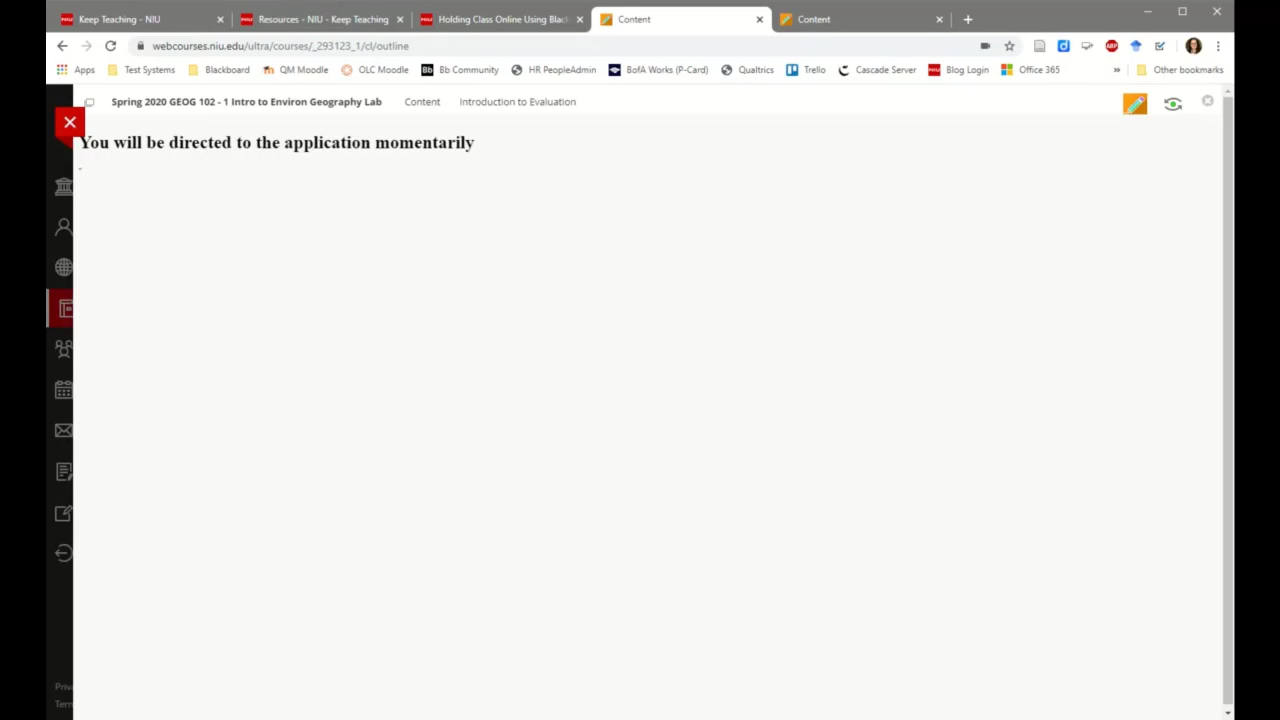 Keep Teaching - NIU
Resources - NIU - Keep Teaching
Holding Class Online Using Blac
Content
Content
webcourses.niu.edu/ultra/courses/_293123_1/cl/outline
Apps
Test Systems
Blackboard
QM Moodle
OLC Moodle
Bb Community
HR PeopleAdmin
BofA Works (P-Card)
Qualtrics
Trello
Cascade Server
Blog Login
Office 365
»
Other bookmarks
Spring 2020 GEOG 102 - 1 Intro to Environ Geography Lab
Content
Introduction to Evaluation
You will be directed to the application momentarily
Priva
Term